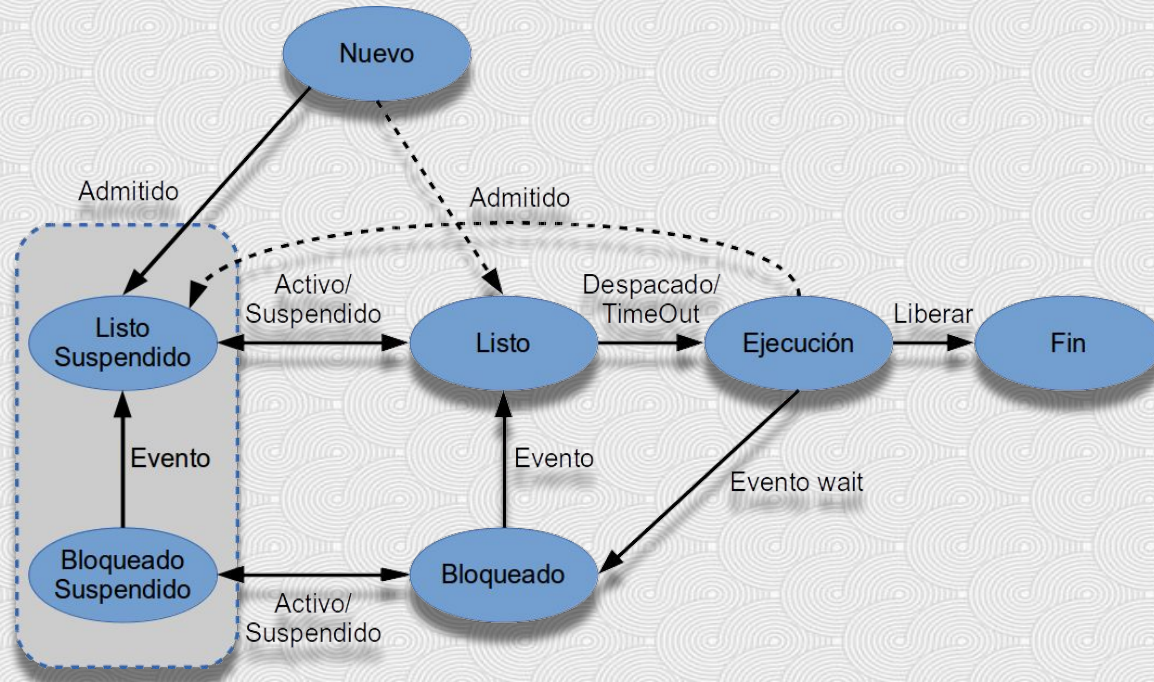 Nuevo
Admitido
Admitido
Activo/
Suspendido
Despacado/
TimeOut
Liberar
Listo
Suspendido
Listo
Ejecución
Fin
Evento
Evento
Evento wait
Bloqueado
Suspendido
Bloqueado
Activo/
Suspendido